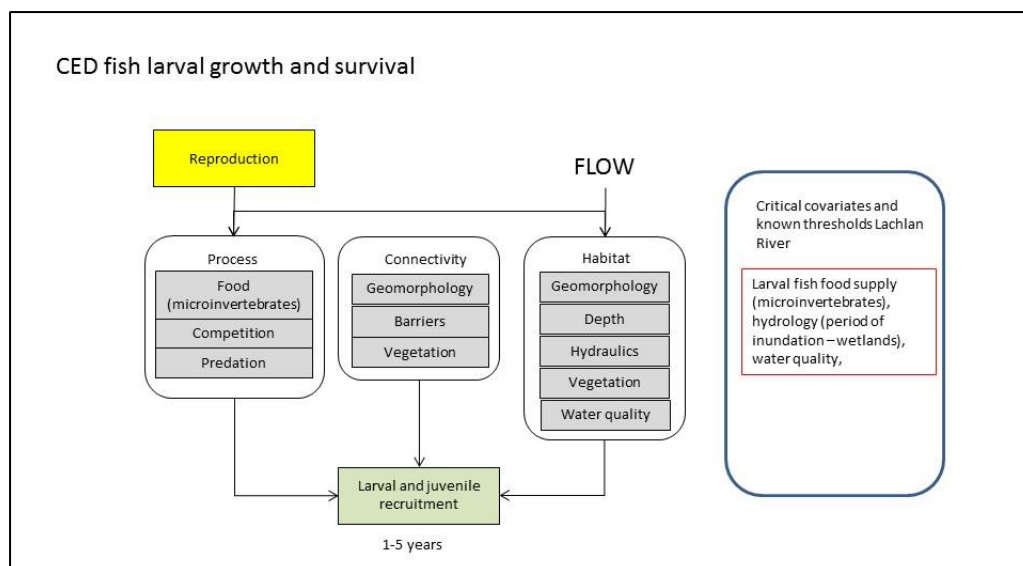 CED fish larval growth and survival
Reproduction
FLOW
Process
Food
(microinvertebrates)
Competition
Predation
Connectivity
Geomorphology
Barriers
Vegetation
Habitat
Geomorphology
Depth
Hydraulics
Vegetation
Water quality
Larval and juvenile
recruitment
1-5 years
Critical covariates and
known thresholds Lachlan
River
Larval fish food supply
(microinvertebrates),
hydrology (period of
inundation – wetlands),
water quality,